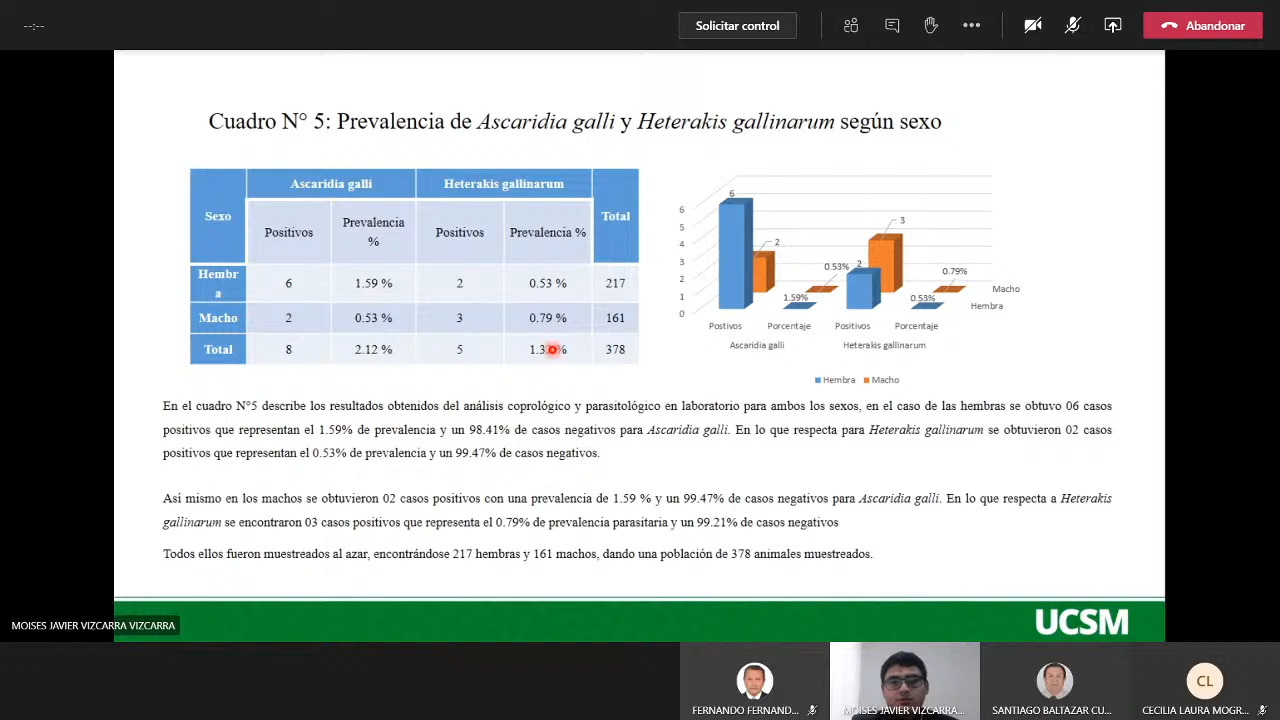 --:--
Solicitar control
Abandonar
Cuadro N° 5: Prevalencia de Ascaridia galli y Heterakis gallinarum según sexo
Sexo Ascaridia galli Heterakis gallinarum Total
Positivos Prevalencia % Positivos Prevalencia %
Hembra 6 1.59 % 2 0.53 % 217
Macho 2 0.53 % 3 0.79 % 161
Total 8 2.12 % 5 378
6
5
4
3
2
1
0
6
2
1.59%
0.53%
2
3
0.53%
0.79%
Macho
Hembra
Postivos Porcentaje Positivos Porcentaje
Ascaridia galli Heterakis gallinarum
Hembra Macho
En el cuadro N°5 describe los resultados obtenidos del análisis coprológico y parasitológico en laboratorio para ambos los sexos, en el caso de las hembras se obtuvo 06 casos
positivos que representan el 1.59% de prevalencia y un 98.41% de casos negativos para Ascaridia galli. En lo que respecta para Heterakis gallinarum se obtuvieron 02 casos
positivos que representan el 0.53% de prevalencia y un 99.47% de casos negativos.
Así mismo en los machos se obtuvieron 02 casos positivos con una prevalencia de 1.59 % y un 99.47% de casos negativos para Ascaridia galli. En lo que respecta a Heterakis
gallinarum se encontraron 03 casos positivos que representa el 0.79% de prevalencia parasitaria y un 99.21% de casos negativos
Todos ellos fueron muestreados al azar, encontrándose 217 hembras y 161 machos, dando una población de 378 animales muestreados.
UCSM
MOISES JAVIER VIZCARRA VIZCARRA
FERNANDO FERNAND...
MOISES JAVIER VIZCARRA...
SANTIAGO BALTAZAR CU...
CL
CECILIA LAURA MOGR...